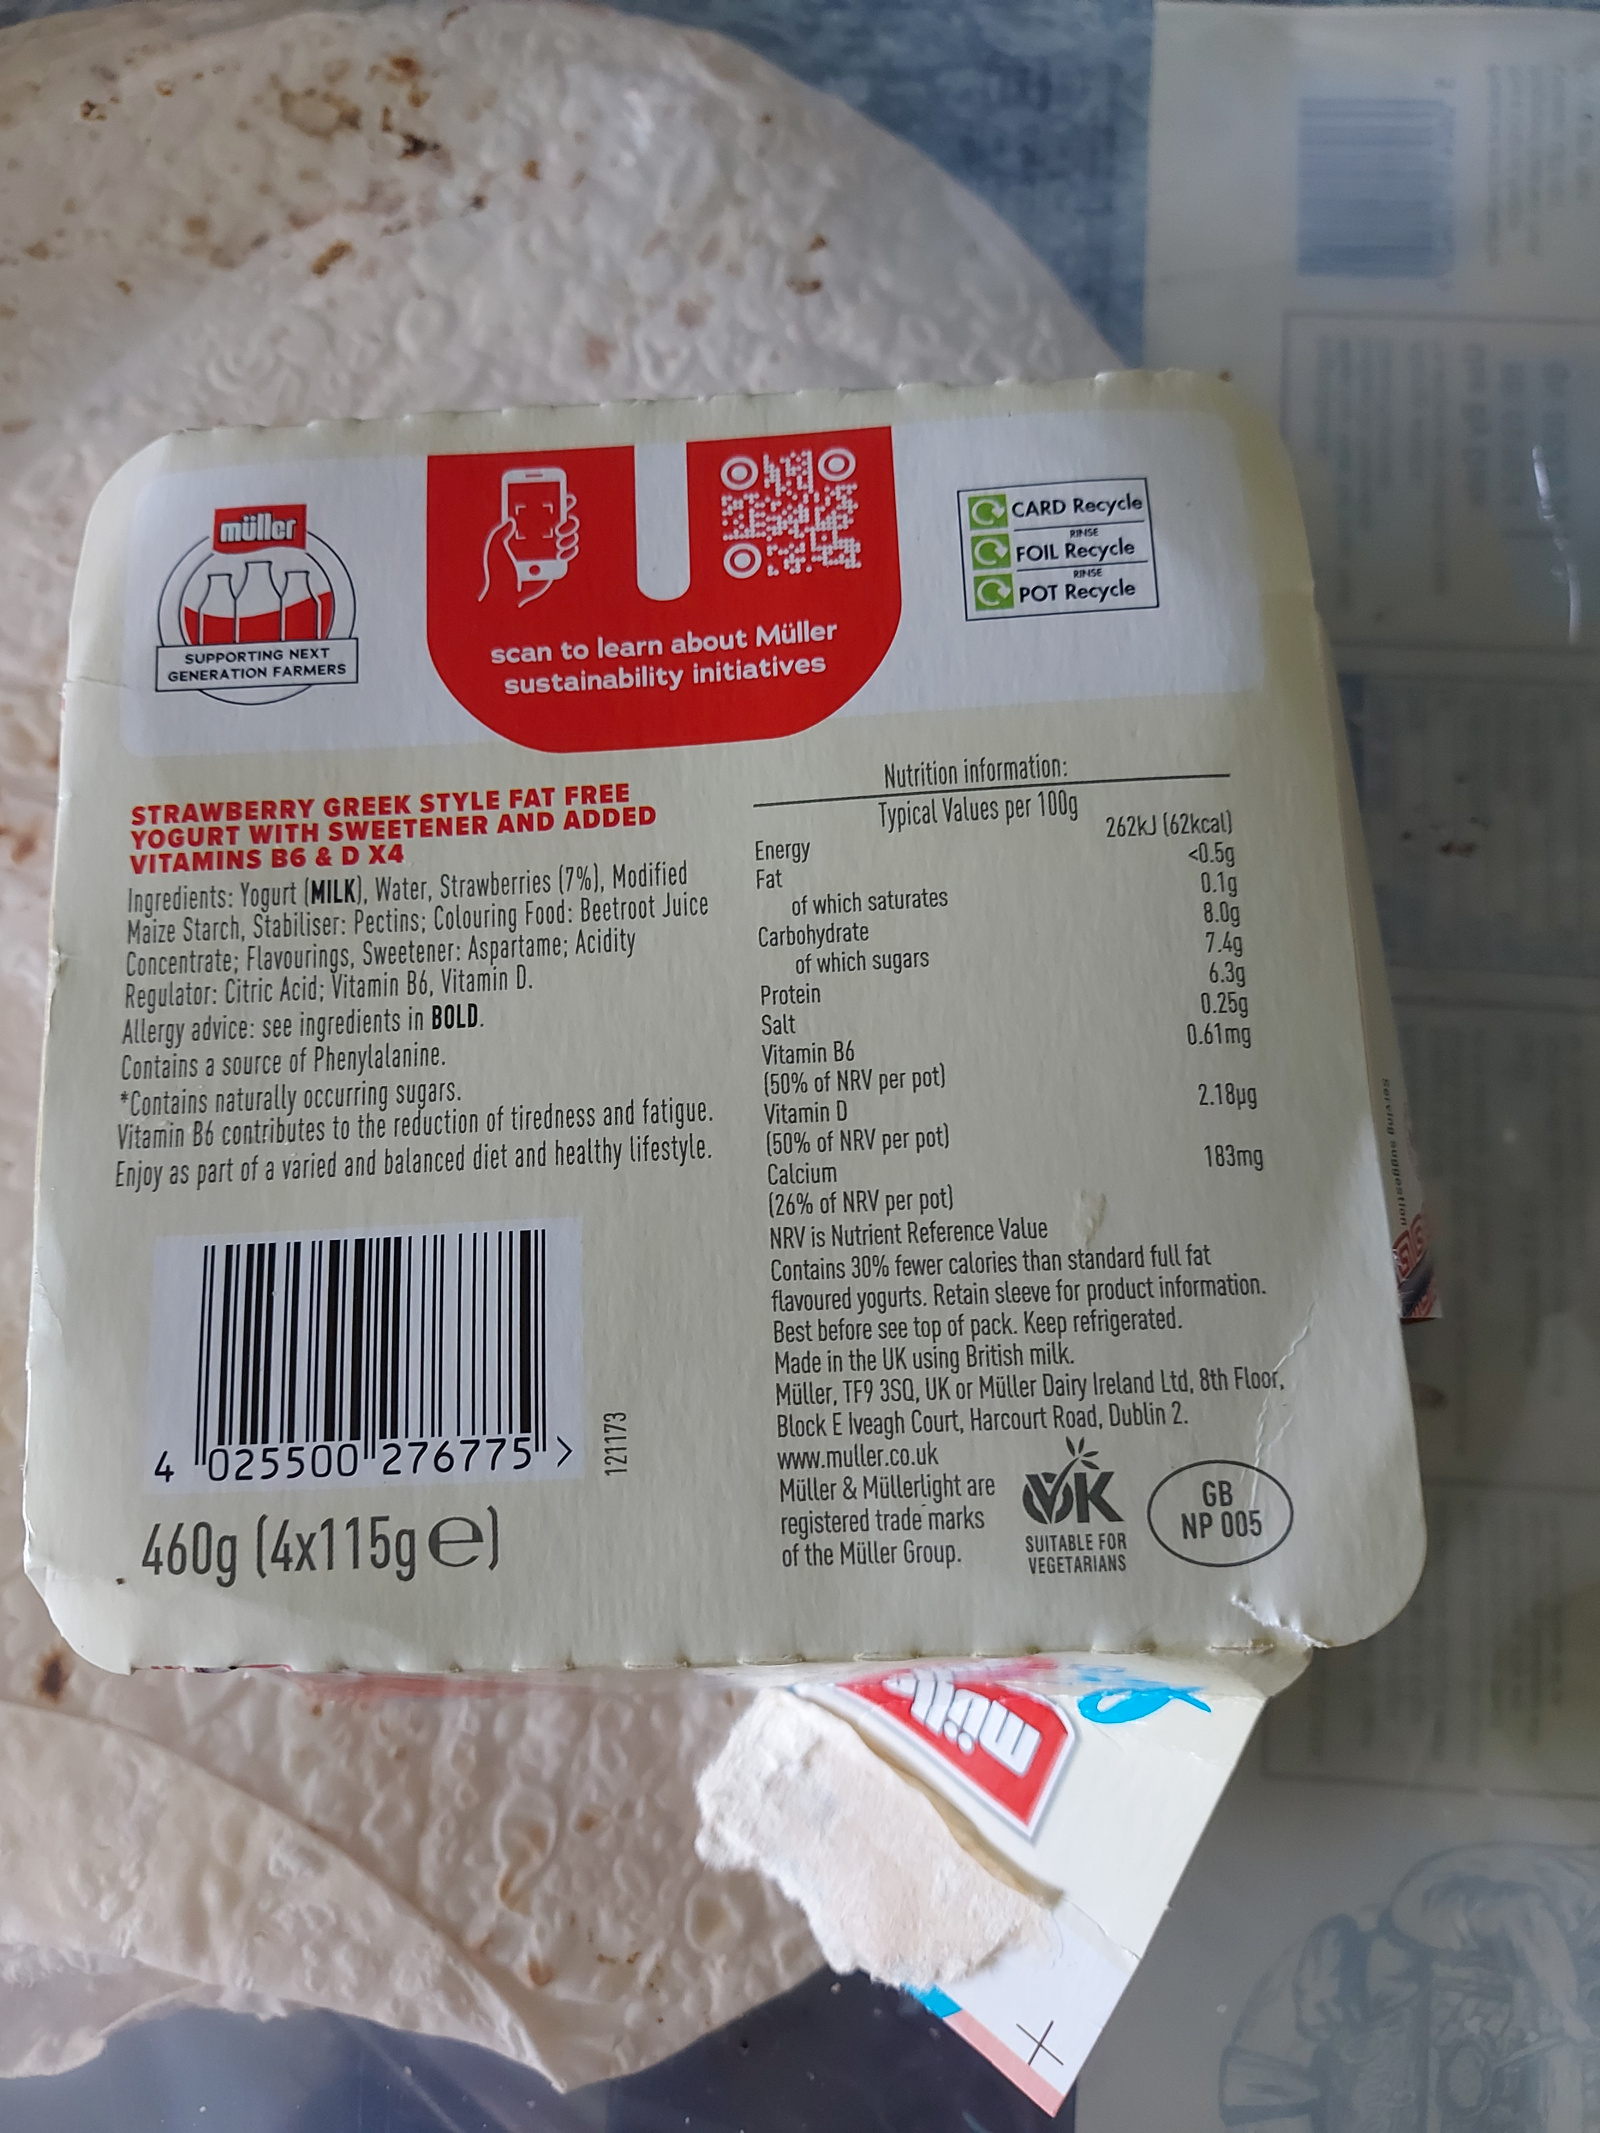 müller
SUPPORTING NEXT
GENERATION FARMERS
scan to learn about Müller
sustainability initiatives
CARD Recycle
RINSE
FOIL Recycle
RINSE
POT Recycle
STRAWBERRY GREEK STYLE FAT FREE
YOGURT WITH SWEETENER AND ADDED
VITAMINS B6 & D X4
Ingredients: Yogurt (MILK), Water, Strawberries (7%), Modified
Maize Starch, Stabiliser: Pectins; Colouring Food: Beetroot Juice
Concentrate; Flavourings, Sweetener: Aspartame; Acidity
Regulator: Citric Acid; Vitamin B6, Vitamin D.
Allergy advice: see ingredients in BOLD.
Contains a source of Phenylalanine.
*Contains naturally occurring sugars.
Vitamin B6 contributes to the reduction of tiredness and fatigue.
Enjoy as part of a varied and balanced diet and healthy lifestyle.
4 025500 276775 >
121173
460g (4x115g e)
Nutrition information:
Typical Values per 100g
Energy 262kJ (62kcal)
Fat <0.5g
of which saturates 0.1g
Carbohydrate 8.0g
of which sugars 7.4g
Protein 6.3g
Salt 0.25g
Vitamin B6 0.61mg
(50% of NRV per pot)
Vitamin D 2.18µg
(50% of NRV per pot)
Calcium 183mg
(26% of NRV per pot)
NRV is Nutrient Reference Value
Contains 30% fewer calories than standard full fat
flavoured yogurts. Retain sleeve for product information.
Best before see top of pack. Keep refrigerated.
Made in the UK using British milk.
Müller, TF9 3SQ, UK or Müller Dairy Ireland Ltd, 8th Floor,
Block E Iveagh Court, Harcourt Road, Dublin 2.
www.muller.co.uk
Müller & Müllerlight are
registered trade marks
of the Müller Group.
VK
SUITABLE FOR
VEGETARIANS
GB
NP 005
Serving suggestion